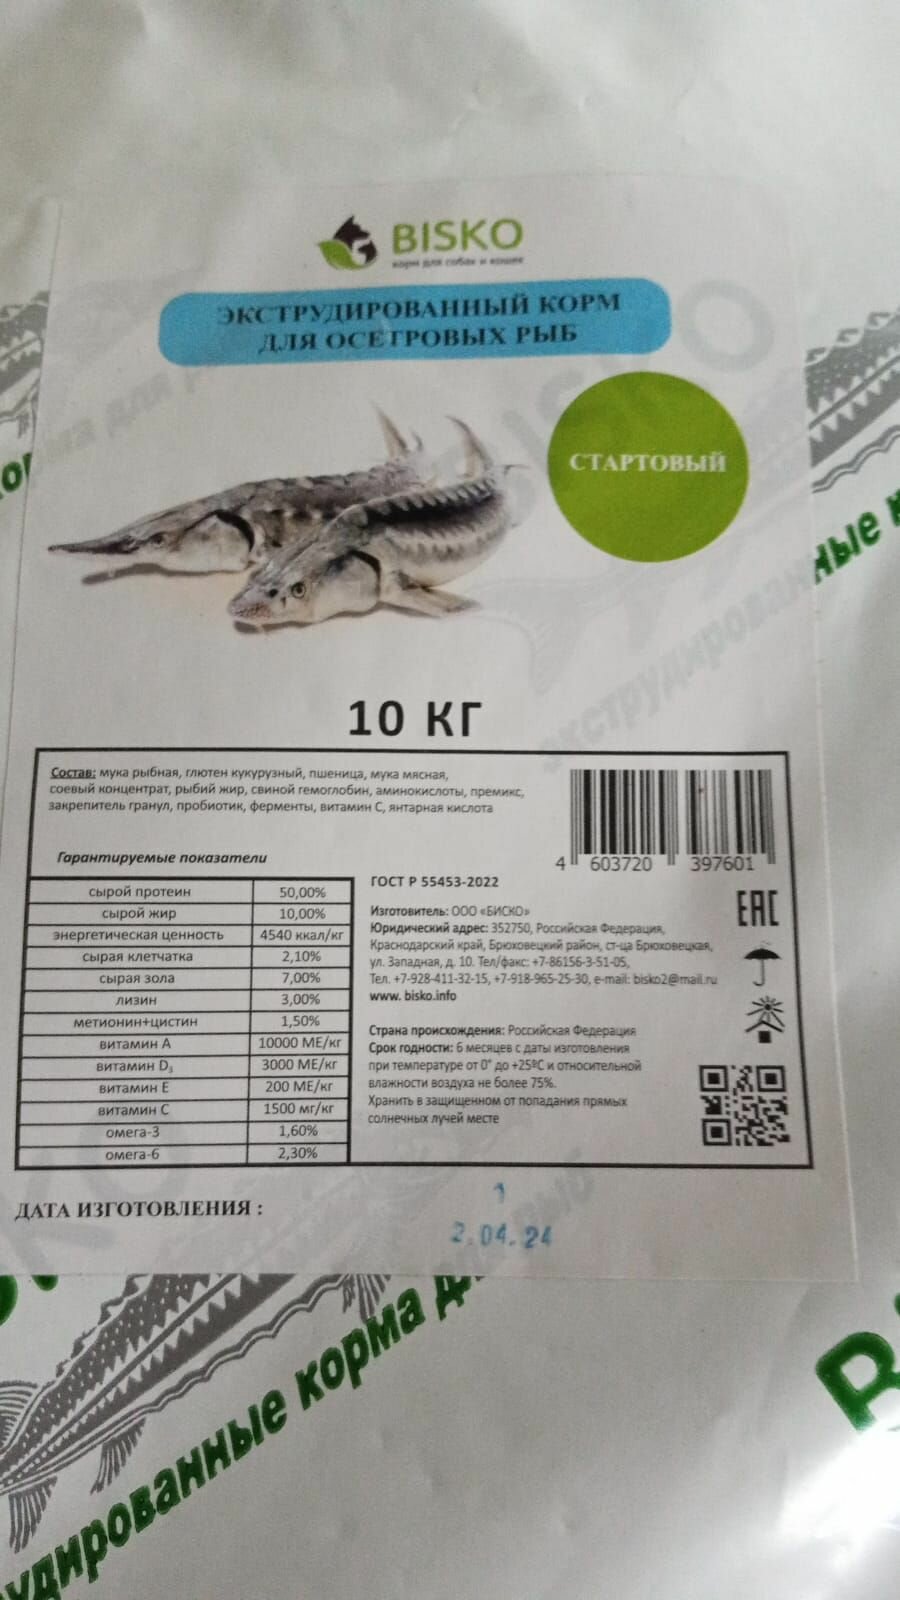 BISKO
корм для собак и кошек
ЭКСТРУДИРОВАННЫЙ КОРМ
ДЛЯ ОСЕТРОВЫХ РЫБ
СТАРТОВЫЙ
10 КГ
Состав: мука рыбная, глютен кукурузный, пшеница, мука мясная,
соевый концентрат, рыбий жир, свиной гемоглобин, аминокислоты, премикс,
закрепитель гранул, пробиотик, ферменты, витамин С, янтарная кислота
4 603720 397601
Гарантируемые показатели
сырой протеин 50,00%
сырой жир 10,00%
энергетическая ценность 4540 ккал/кг
сырая клетчатка 2,10%
сырая зола 7,00%
лизин 3,00%
метионин+цистин 1,50%
витамин А 10000 МЕ/кг
витамин D3 3000 МЕ/кг
витамин Е 200 МЕ/кг
витамин С 1500 мг/кг
омега-3 1,60%
омега-6 2,30%
ГОСТ Р 55453-2022
Изготовитель: ООО «БИСКО»
Юридический адрес: 352750, Российская Федерация,
Краснодарский край, Брюховецкий район, ст-ца Брюховецкая,
ул. Западная, д. 10. Тел/факс: +7-86156-3-51-05,
Тел. +7-928-411-32-15, +7-918-965-25-30, e-mail: bisko2@mail.ru
www. bisko.info
Страна происхождения: Российская Федерация
Срок годности: 6 месяцев с даты изготовления
при температуре от 0° до +25ºС и относительной
влажности воздуха не более 75%.
Хранить в защищенном от попадания прямых
солнечных лучей месте
ЕАС
ДАТА ИЗГОТОВЛЕНИЯ :
2.04.24
экструдированные
корма для